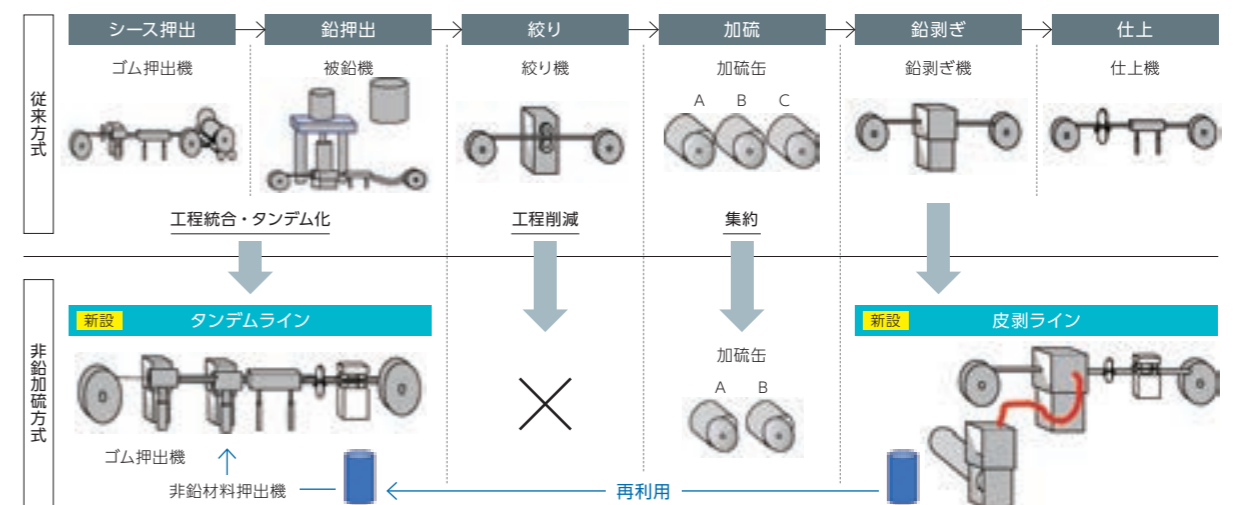 シース押出
鉛押出
絞り
加硫
鉛剥ぎ
仕上
従来方式
ゴム押出機
被鉛機
絞り機
加硫缶
鉛剥ぎ機
仕上機
A B C
工程統合・タンデム化
工程削減
集約
非鉛加硫方式
新設 タンデムライン
新設 皮剥ライン
加硫缶
A B
ゴム押出機
非鉛材料押出機
再利用